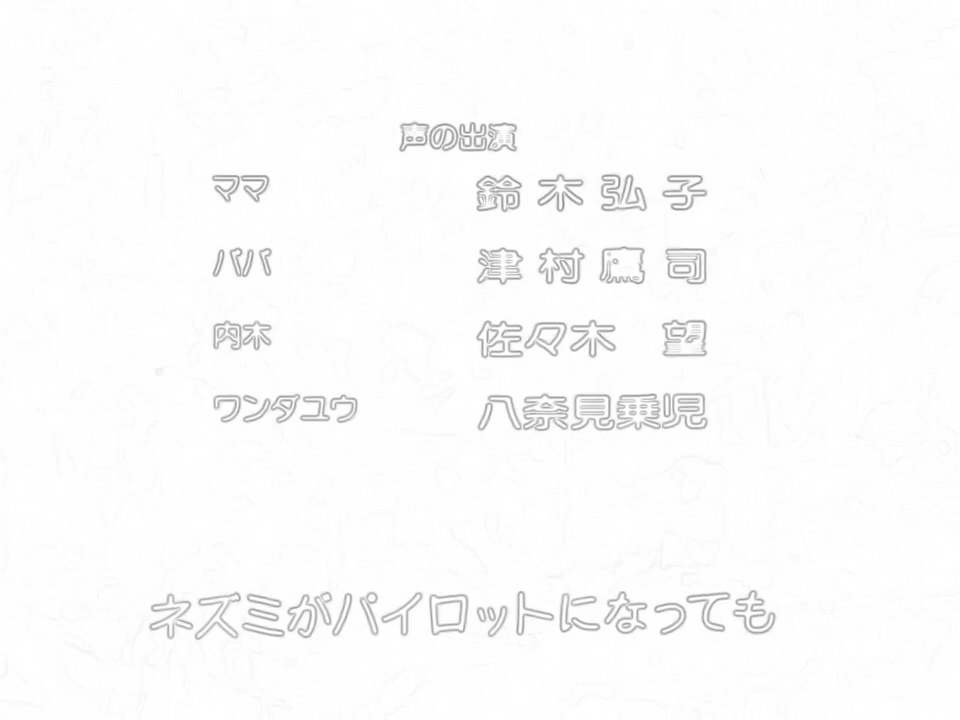 声の出演
ママ 鈴木弘子
パパ 津村鷹司
内木 佐々木 望
ワンダユウ 八奈見乗児
ネズミがパイロットになっても